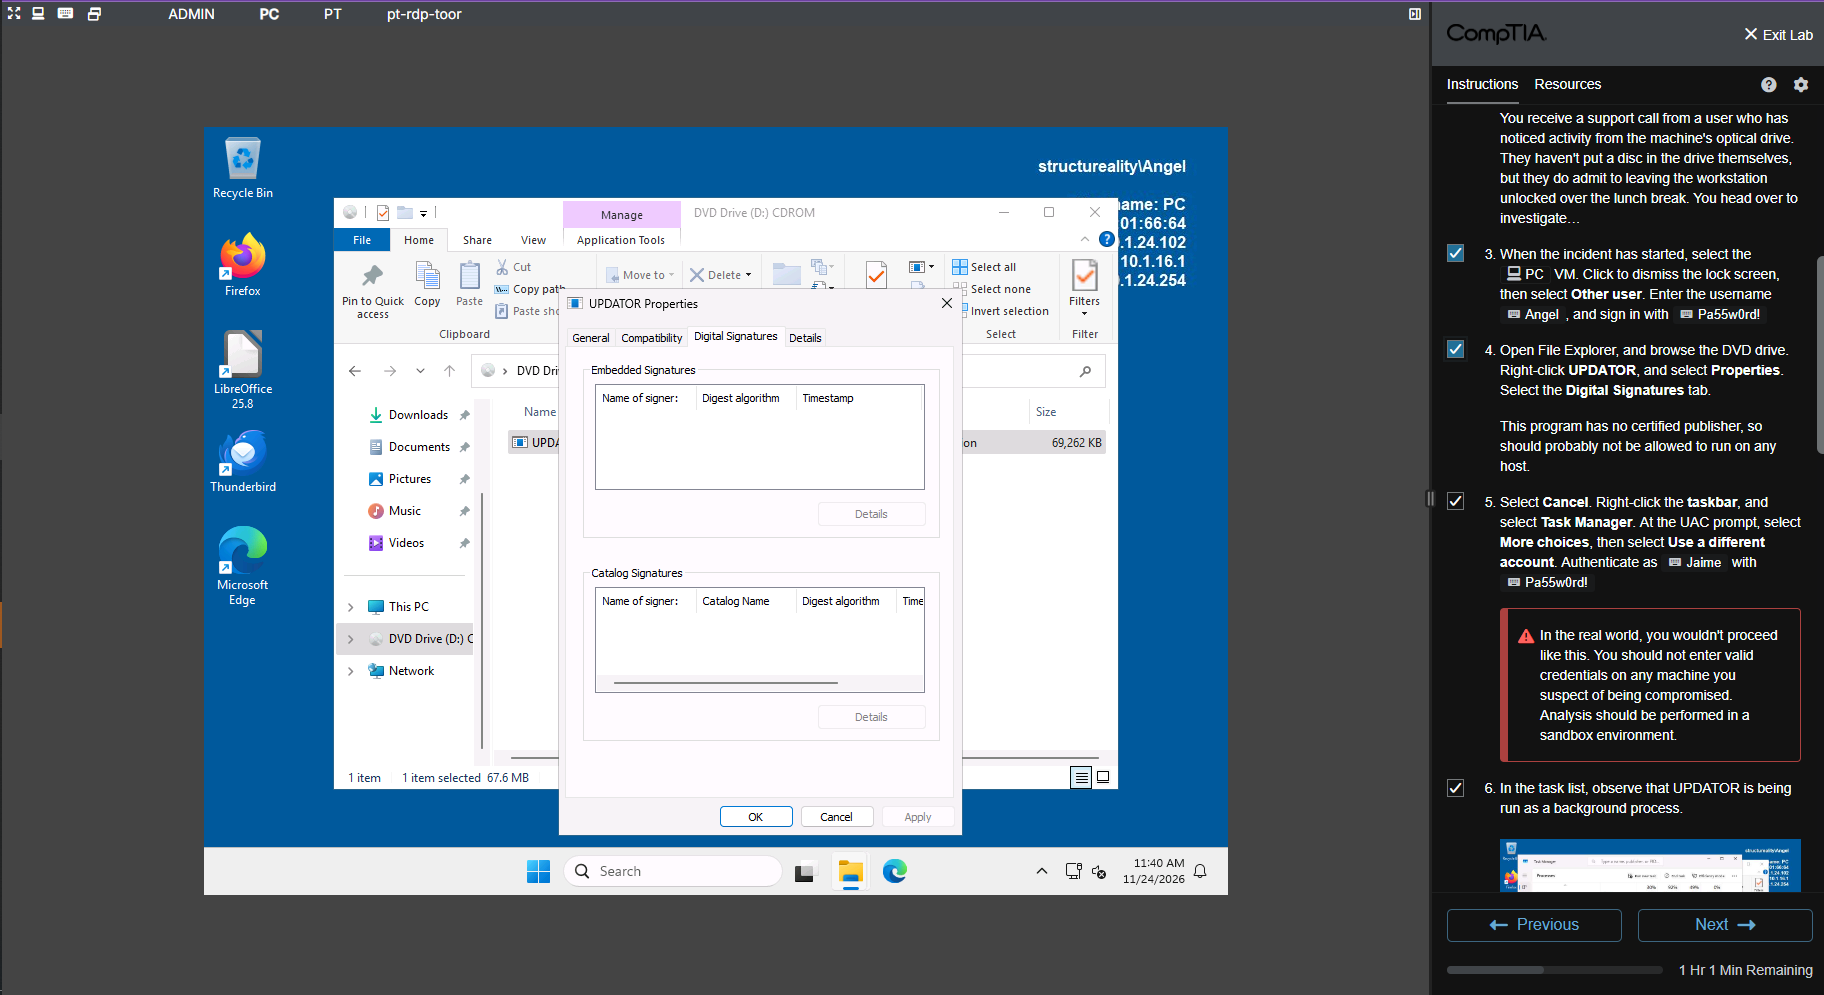 ADMIN PC PT pt-rdp-toor
CompTIA.
Exit Lab
Instructions Resources
Recycle Bin
Firefox
LibreOffice
25.8
Thunderbird
Microsoft
Edge
structureality\Angel
ame: PC
01:66:64
.1.24.102
10.1.16.1
.1.24.254
Manage DVD Drive (D:) CDROM
File Home Share View Application Tools
Pin to Quick
access
Copy
Paste
Cut
Copy path
Paste sho
Clipboard
Move to
Delete
Select all
Select none
Invert selection
Select
Filters
Filter
DVD Dri
Downloads
Documents
Pictures
Music
Videos
This PC
DVD Drive (D:) C
Network
Name Size
UPDA on 69,262 KB
1 item 1 item selected 67.6 MB
UPDATOR Properties
General Compatibility Digital Signatures Details
Embedded Signatures
Name of signer: Digest algorithm Timestamp
Details
Catalog Signatures
Name of signer: Catalog Name Digest algorithm Time
Details
OK Cancel Apply
Search
11:40 AM
11/24/2026
You receive a support call from a user who has
noticed activity from the machine's optical drive.
They haven't put a disc in the drive themselves,
but they do admit to leaving the workstation
unlocked over the lunch break. You head over to
investigate…
3. When the incident has started, select the
PC VM. Click to dismiss the lock screen,
then select Other user. Enter the username
Angel , and sign in with Pa55w0rd!
4. Open File Explorer, and browse the DVD drive.
Right-click UPDATOR, and select Properties.
Select the Digital Signatures tab.
This program has no certified publisher, so
should probably not be allowed to run on any
host.
5. Select Cancel. Right-click the taskbar, and
select Task Manager. At the UAC prompt, select
More choices, then select Use a different
account. Authenticate as Jaime with
Pa55w0rd!
In the real world, you wouldn't proceed
like this. You should not enter valid
credentials on any machine you
suspect of being compromised.
Analysis should be performed in a
sandbox environment.
6. In the task list, observe that UPDATOR is being
run as a background process.
structureality\Angel
Task Manager
Processes
Previous Next
1 Hr 1 Min Remaining